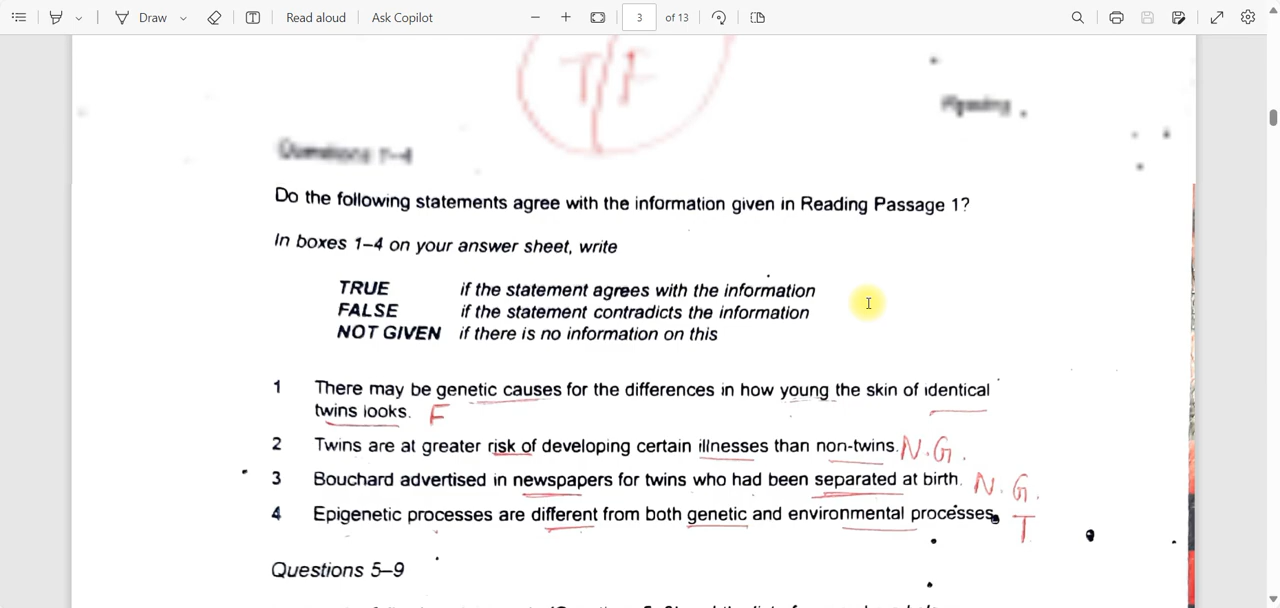 Draw
Read aloud
Ask Copilot
3
of 13
T/F
Questions 1–4
Do the following statements agree with the information given in Reading Passage 1?
In boxes 1–4 on your answer sheet, write
TRUE if the statement agrees with the information
FALSE if the statement contradicts the information
NOT GIVEN if there is no information on this
1 There may be genetic causes for the differences in how young the skin of identical
twins looks. F
2 Twins are at greater risk of developing certain illnesses than non-twins. N.G.
3 Bouchard advertised in newspapers for twins who had been separated at birth. N.G.
4 Epigenetic processes are different from both genetic and environmental processes. T
Questions 5–9